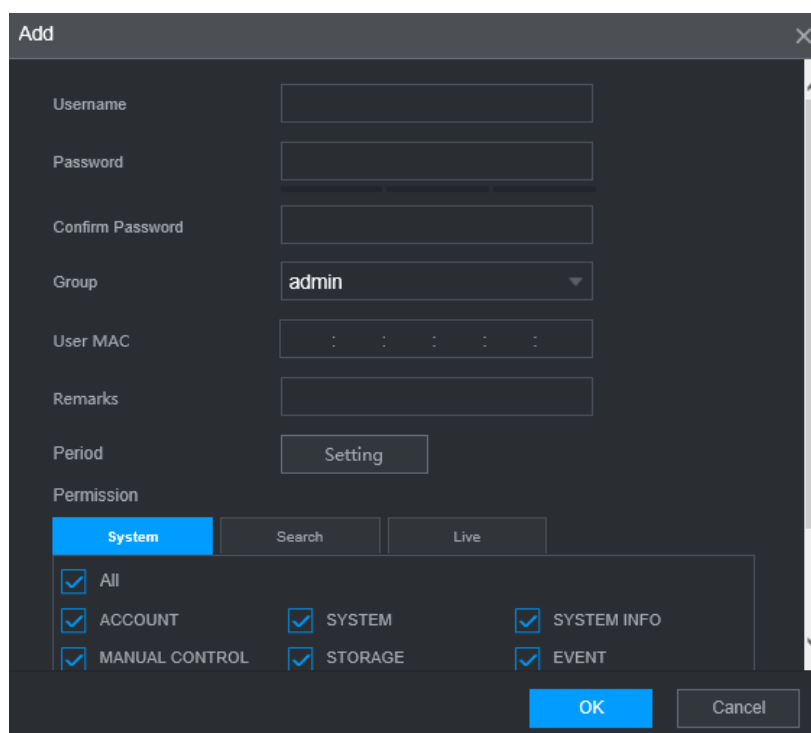 Add
Username
Password
Confirm Password
Group admin
User MAC : : : : :
Remarks
Period Setting
Permission
System Search Live
All
ACCOUNT SYSTEM SYSTEM INFO
MANUAL CONTROL STORAGE EVENT
OK Cancel